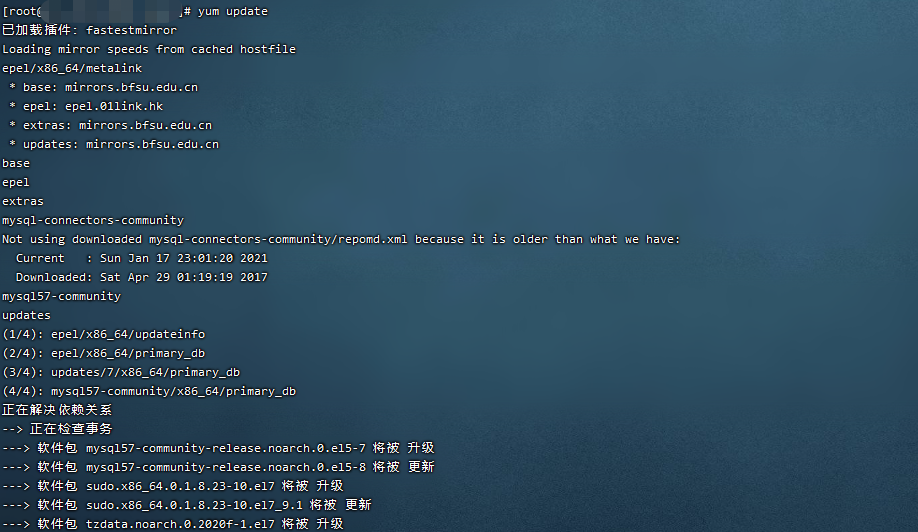 [root@ ]# yum update
已加载插件: fastestmirror
Loading mirror speeds from cached hostfile
epel/x86_64/metalink
 * base: mirrors.bfsu.edu.cn
 * epel: epel.01link.hk
 * extras: mirrors.bfsu.edu.cn
 * updates: mirrors.bfsu.edu.cn
base
epel
extras
mysql-connectors-community
Not using downloaded mysql-connectors-community/repomd.xml because it is older than what we have:
  Current   : Sun Jan 17 23:01:20 2021
  Downloaded: Sat Apr 29 01:19:19 2017
mysql57-community
updates
(1/4): epel/x86_64/updateinfo
(2/4): epel/x86_64/primary_db
(3/4): updates/7/x86_64/primary_db
(4/4): mysql57-community/x86_64/primary_db
正在解决依赖关系
--> 正在检查事务
---> 软件包 mysql57-community-release.noarch.0.el5-7 将被 升级
---> 软件包 mysql57-community-release.noarch.0.el5-8 将被 更新
---> 软件包 sudo.x86_64.0.1.8.23-10.el7 将被 升级
---> 软件包 sudo.x86_64.0.1.8.23-10.el7_9.1 将被 更新
---> 软件包 tzdata.noarch.0.2020f-1.el7 将被 升级